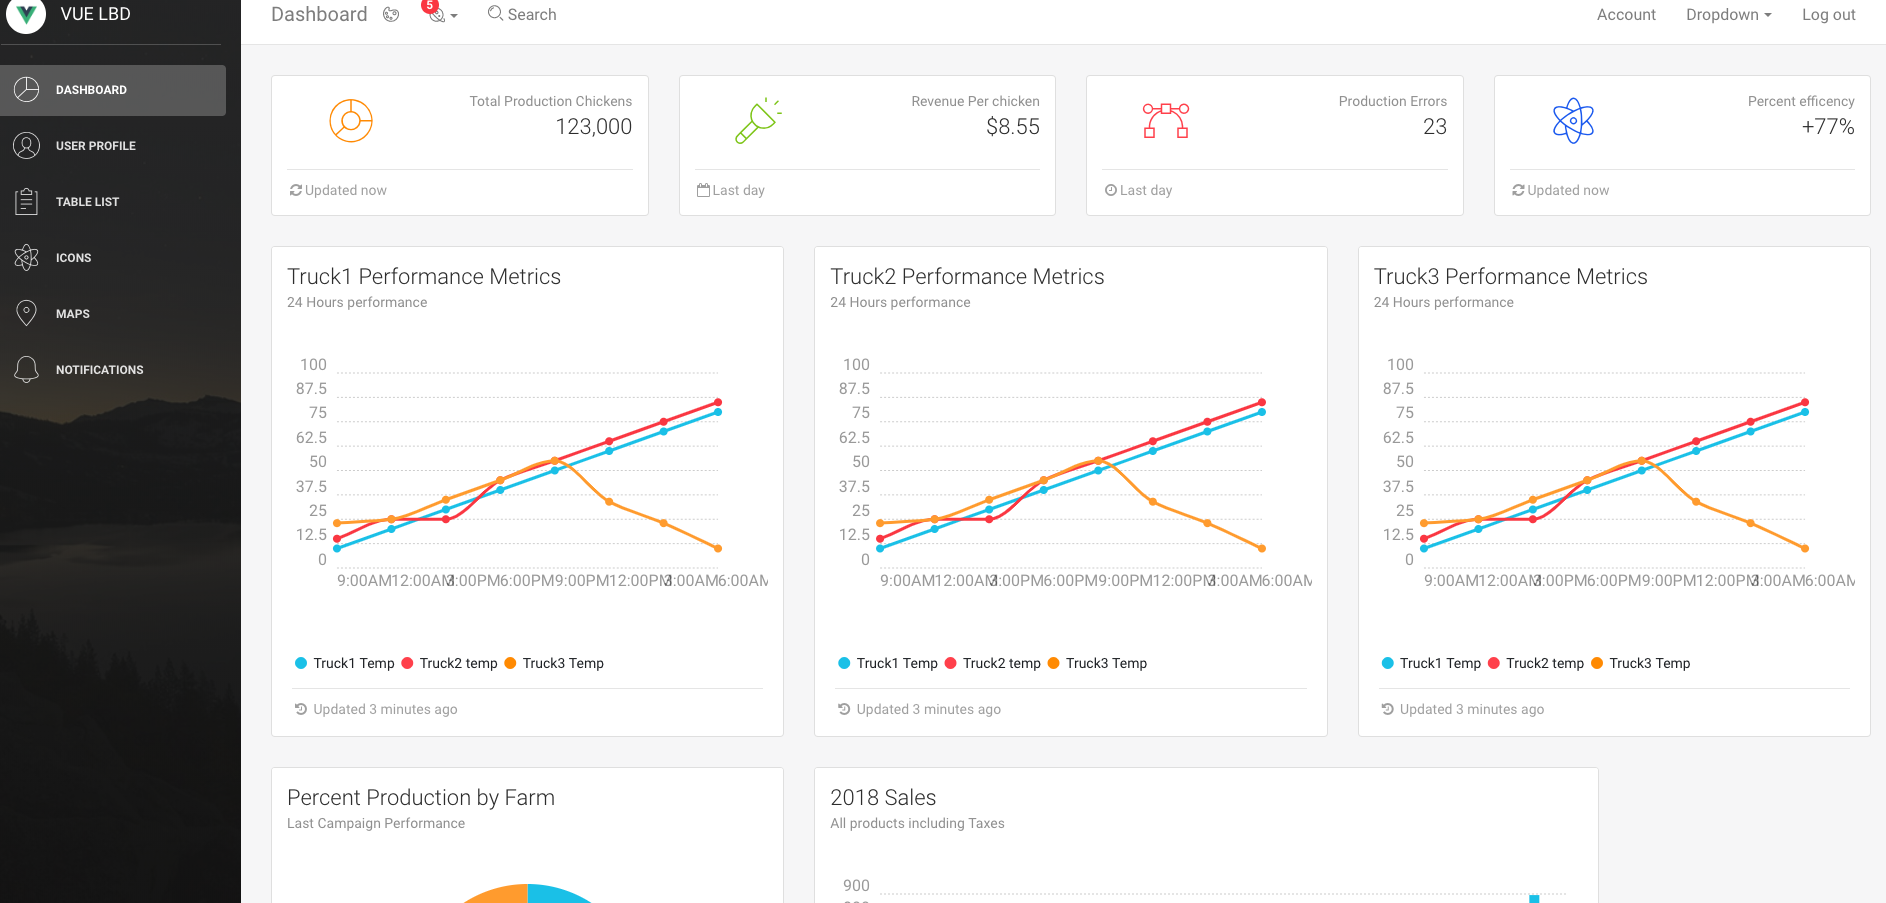 VUE LBD
DASHBOARD
USER PROFILE
TABLE LIST
ICONS
MAPS
NOTIFICATIONS
Dashboard 5 Search Account Dropdown Log out
Total Production Chickens
123,000
Updated now
Revenue Per chicken
$8.55
Last day
Production Errors
23
Last day
Percent efficency
+77%
Updated now
Truck1 Performance Metrics
24 Hours performance
100
87.5
75
62.5
50
37.5
25
12.5
0
9:00AM 12:00AM 3:00PM 6:00PM 9:00PM 12:00PM 3:00AM 6:00AM
Truck1 Temp Truck2 temp Truck3 Temp
Updated 3 minutes ago
Truck2 Performance Metrics
24 Hours performance
100
87.5
75
62.5
50
37.5
25
12.5
0
9:00AM 12:00AM 3:00PM 6:00PM 9:00PM 12:00PM 3:00AM 6:00AM
Truck1 Temp Truck2 temp Truck3 Temp
Updated 3 minutes ago
Truck3 Performance Metrics
24 Hours performance
100
87.5
75
62.5
50
37.5
25
12.5
0
9:00AM 12:00AM 3:00PM 6:00PM 9:00PM 12:00PM 3:00AM 6:00AM
Truck1 Temp Truck2 temp Truck3 Temp
Updated 3 minutes ago
Percent Production by Farm
Last Campaign Performance
2018 Sales
All products including Taxes
900